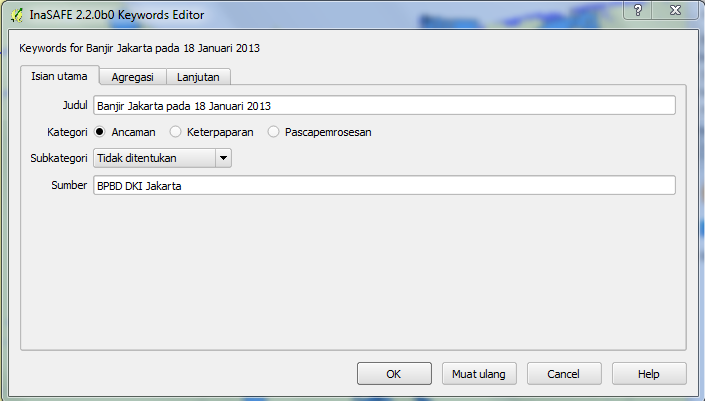 InaSAFE 2.2.0b0 Keywords Editor
Keywords for Banjir Jakarta pada 18 Januari 2013
Isian utama Agregasi Lanjutan
Judul Banjir Jakarta pada 18 Januari 2013
Kategori Ancaman Keterpaparan Pascapemrosesan
Subkategori Tidak ditentukan
Sumber BPBD DKI Jakarta
OK Muat ulang Cancel Help